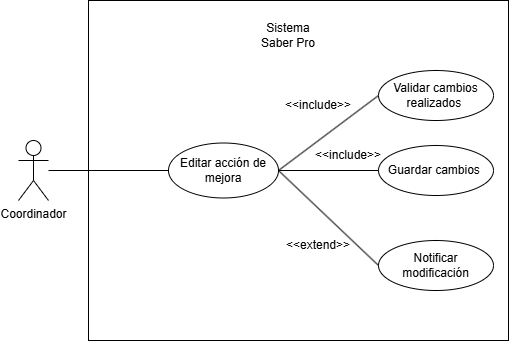 Sistema
Saber Pro
Validar cambios
realizados
<<include>>
<<include>>
Editar acción de
mejora
Guardar cambios
Coordinador
<<extend>>
Notificar
modificación